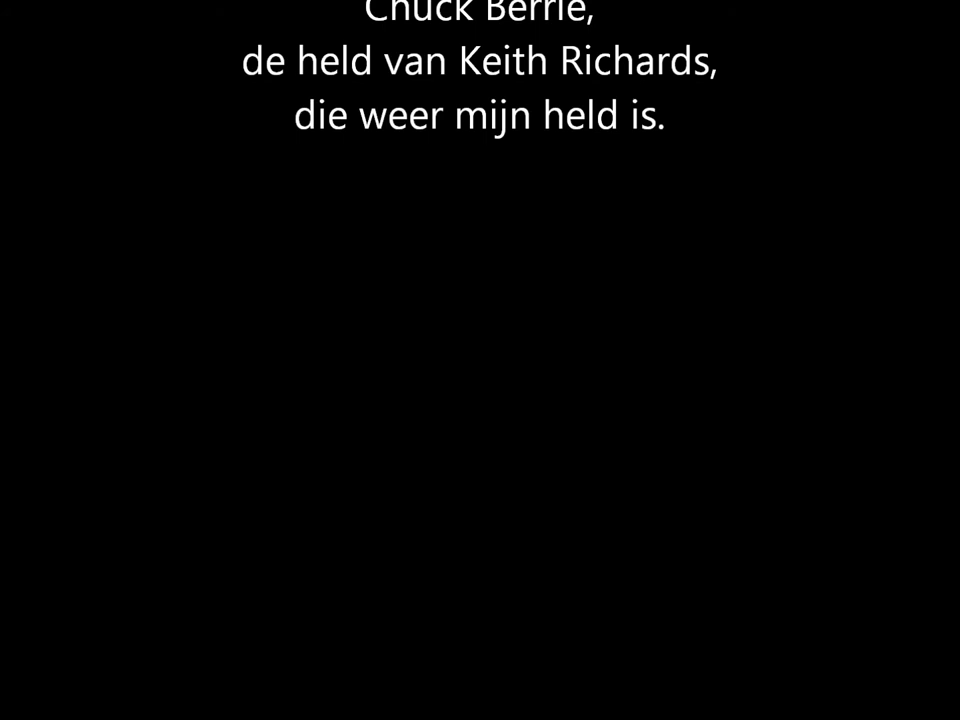 Chuck Berrie,
de held van Keith Richards,
die weer mijn held is.